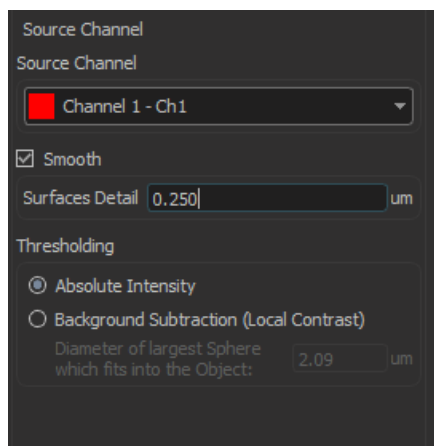 Source Channel
Source Channel
Channel 1 - Ch1
Smooth
Surfaces Detail 0.250 um
Thresholding
Absolute Intensity
Background Subtraction (Local Contrast)
Diameter of largest Sphere
which fits into the Object: 2.09 um